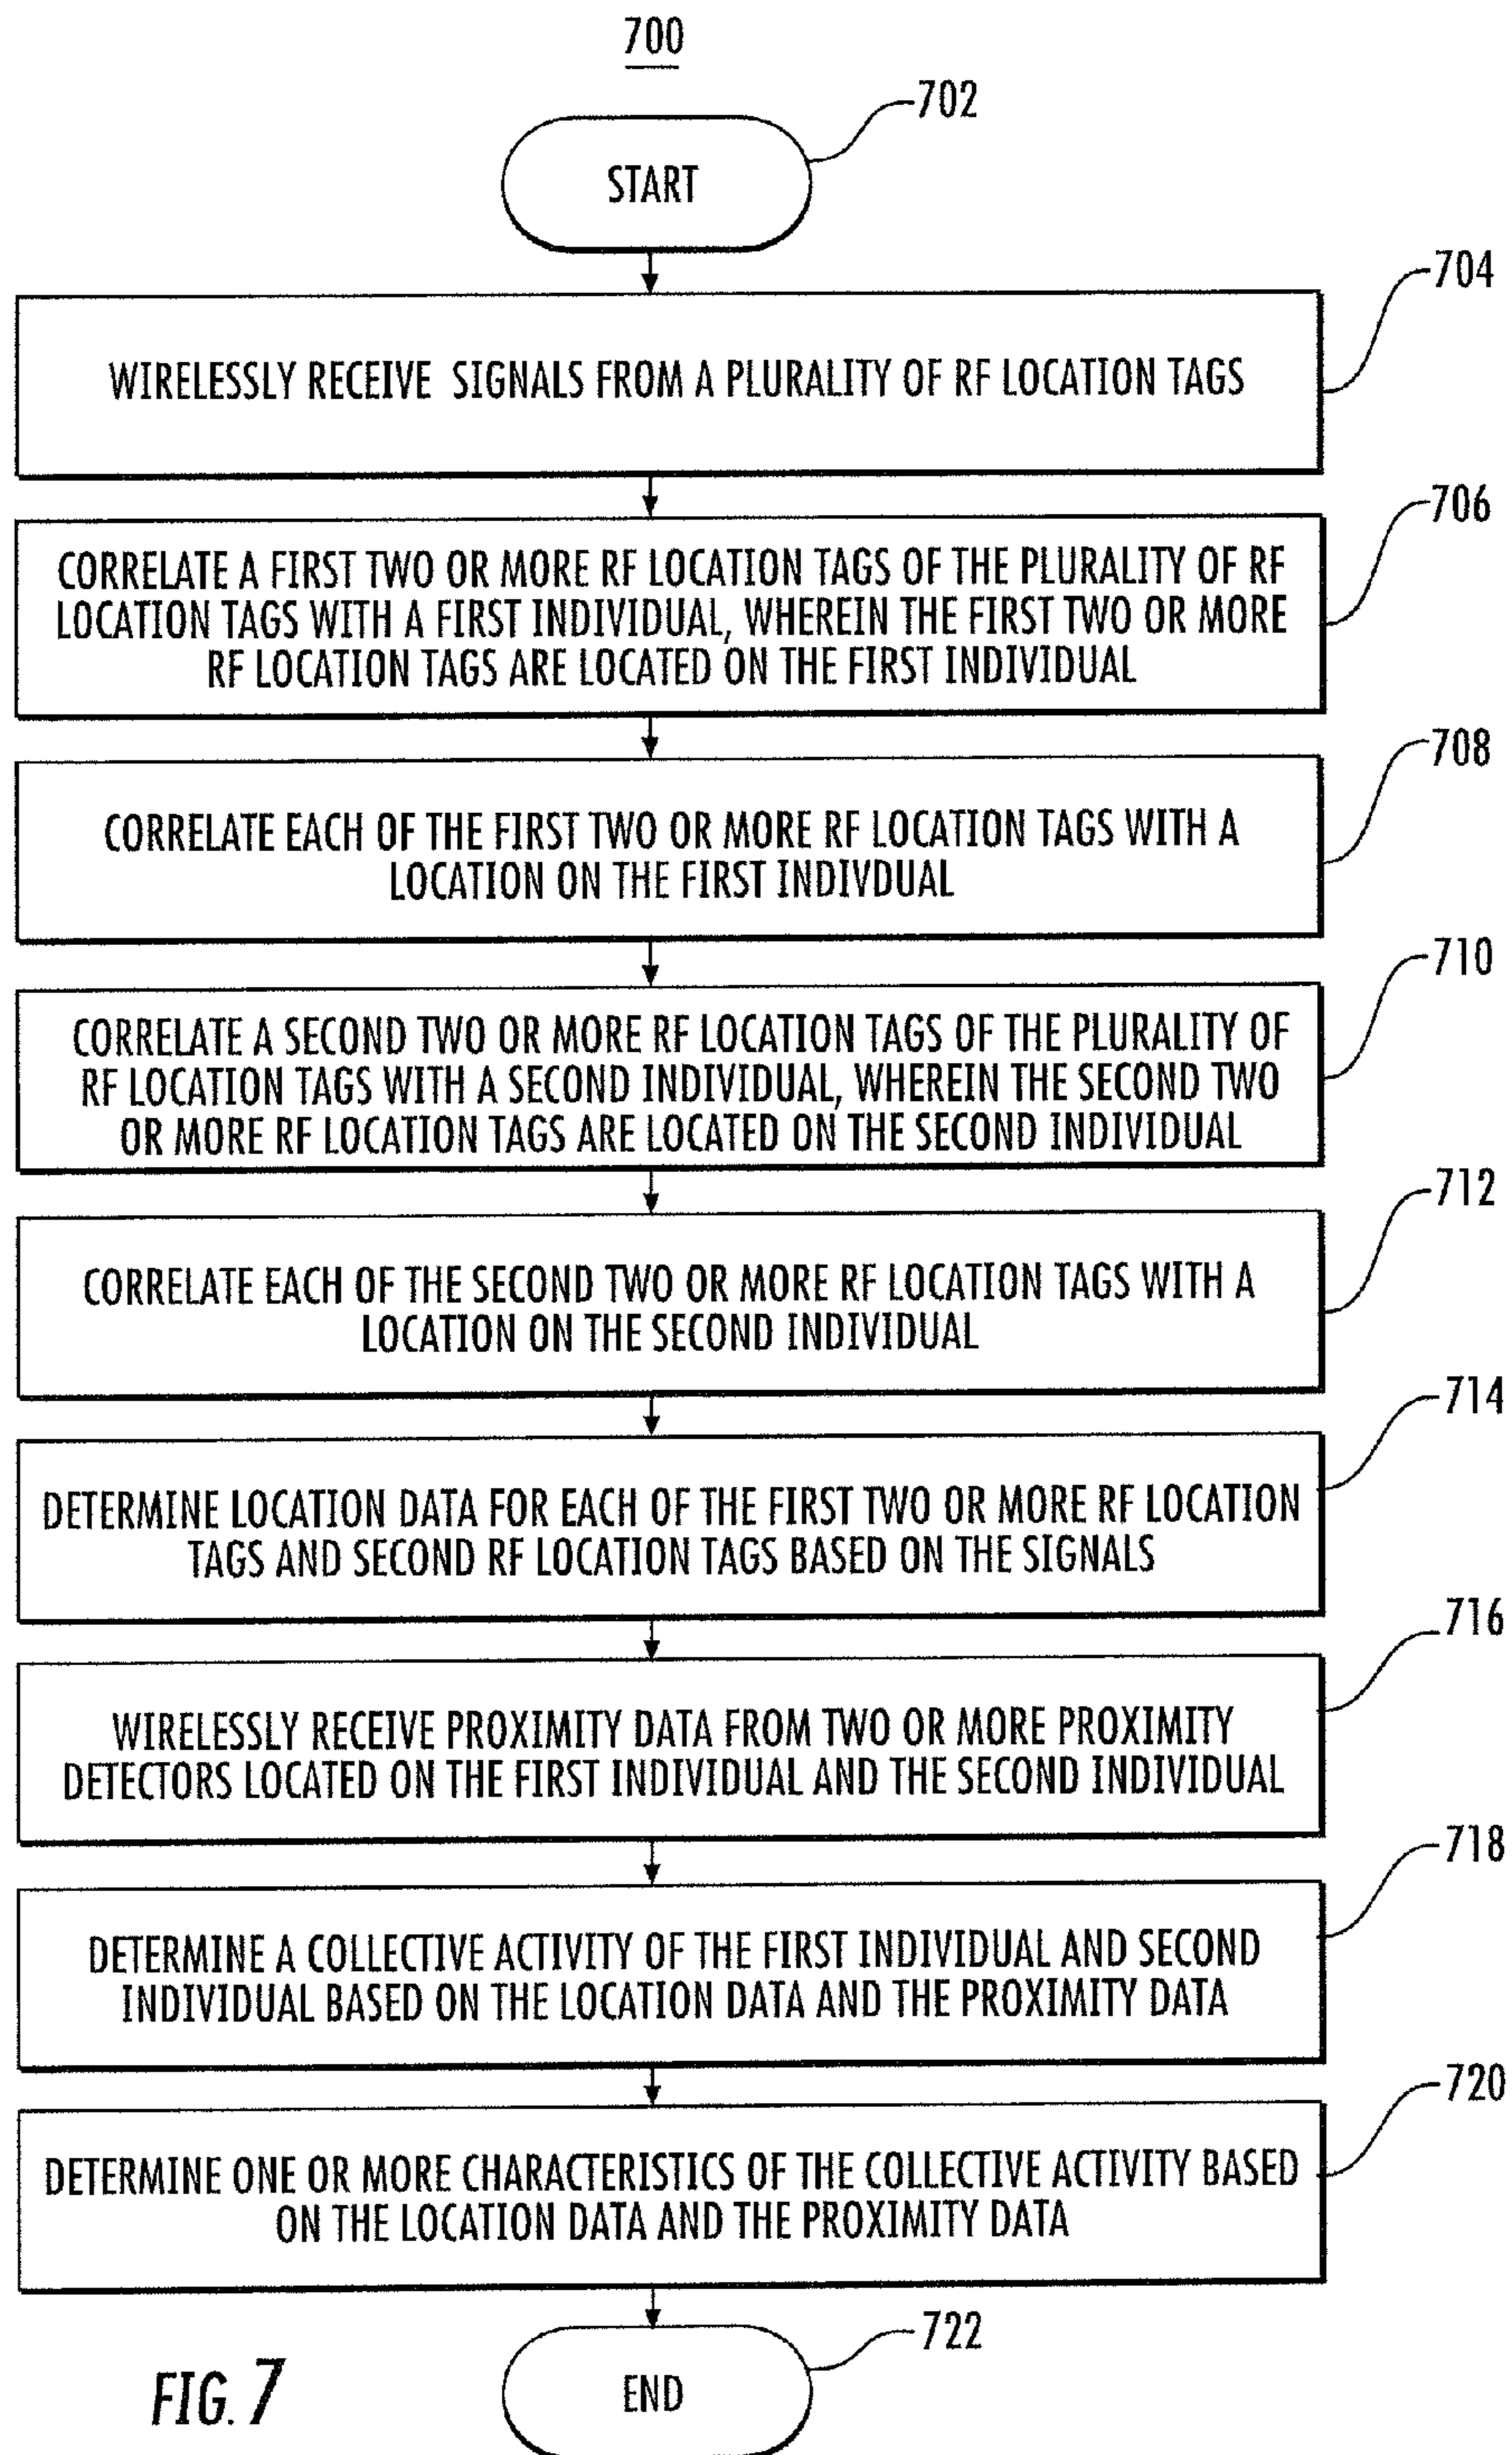 700
702
START
704
WIRELESSLY RECEIVE SIGNALS FROM A PLURALITY OF RF LOCATION TAGS
706
CORRELATE A FIRST TWO OR MORE RF LOCATION TAGS OF THE PLURALITY OF RF
LOCATION TAGS WITH A FIRST INDIVIDUAL, WHEREIN THE FIRST TWO OR MORE
RF LOCATION TAGS ARE LOCATED ON THE FIRST INDIVIDUAL
708
CORRELATE EACH OF THE FIRST TWO OR MORE RF LOCATION TAGS WITH A
LOCATION ON THE FIRST INDIVDUAL
710
CORRELATE A SECOND TWO OR MORE RF LOCATION TAGS OF THE PLURALITY OF
RF LOCATION TAGS WITH A SECOND INDIVIDUAL, WHEREIN THE SECOND TWO
OR MORE RF LOCATION TAGS ARE LOCATED ON THE SECOND INDIVIDUAL
712
CORRELATE EACH OF THE SECOND TWO OR MORE RF LOCATION TAGS WITH A
LOCATION ON THE SECOND INDIVIDUAL
714
DETERMINE LOCATION DATA FOR EACH OF THE FIRST TWO OR MORE RF LOCATION
TAGS AND SECOND RF LOCATION TAGS BASED ON THE SIGNALS
716
WIRELESSLY RECEIVE PROXIMITY DATA FROM TWO OR MORE PROXIMITY
DETECTORS LOCATED ON THE FIRST INDIVIDUAL AND THE SECOND INDIVIDUAL
718
DETERMINE A COLLECTIVE ACTIVITY OF THE FIRST INDIVIDUAL AND SECOND
INDIVIDUAL BASED ON THE LOCATION DATA AND THE PROXIMITY DATA
720
DETERMINE ONE OR MORE CHARACTERISTICS OF THE COLLECTIVE ACTIVITY BASED
ON THE LOCATION DATA AND THE PROXIMITY DATA
722
END
FIG. 7